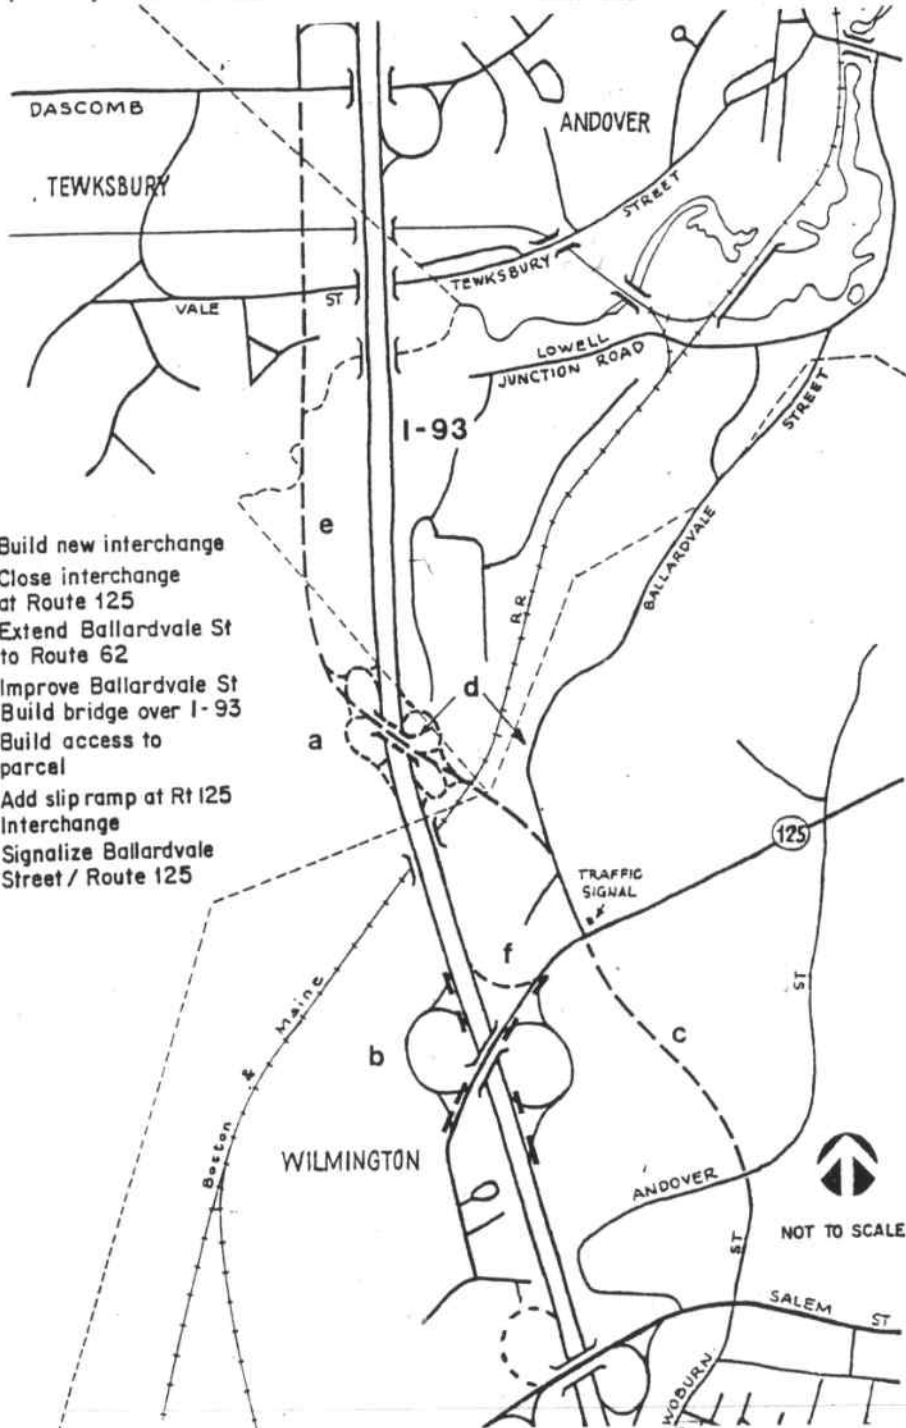 DASCOMB
ANDOVER
TEWKSBURY
STREET
TEWKSBURY
VALE
ST
LOWELL
JUNCTION ROAD
STREET
I-93
BALLARDVALE
e
Build new interchange
Close interchange
at Route 125
Extend Ballardvale St
to Route 62
Improve Ballardvale St
Build bridge over I-93
Build access to
parcel
Add slip ramp at Rt 125
Interchange
Signalize Ballardvale
Street / Route 125
R.R
d
a
125
TRAFFIC
SIGNAL
f
ST
Boston & Maine
b
c
WILMINGTON
ANDOVER
ST
NOT TO SCALE
SALEM
ST
WOBURN